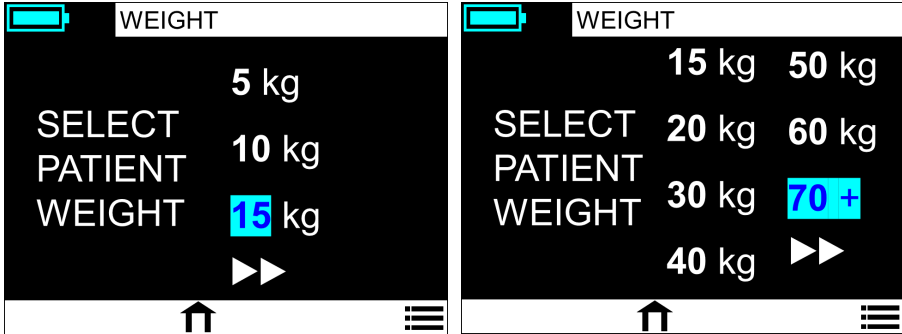 WEIGHT
SELECT
PATIENT
WEIGHT
5 kg
10 kg
15 kg
WEIGHT
SELECT
PATIENT
WEIGHT
15 kg
20 kg
30 kg
40 kg
50 kg
60 kg
70 +